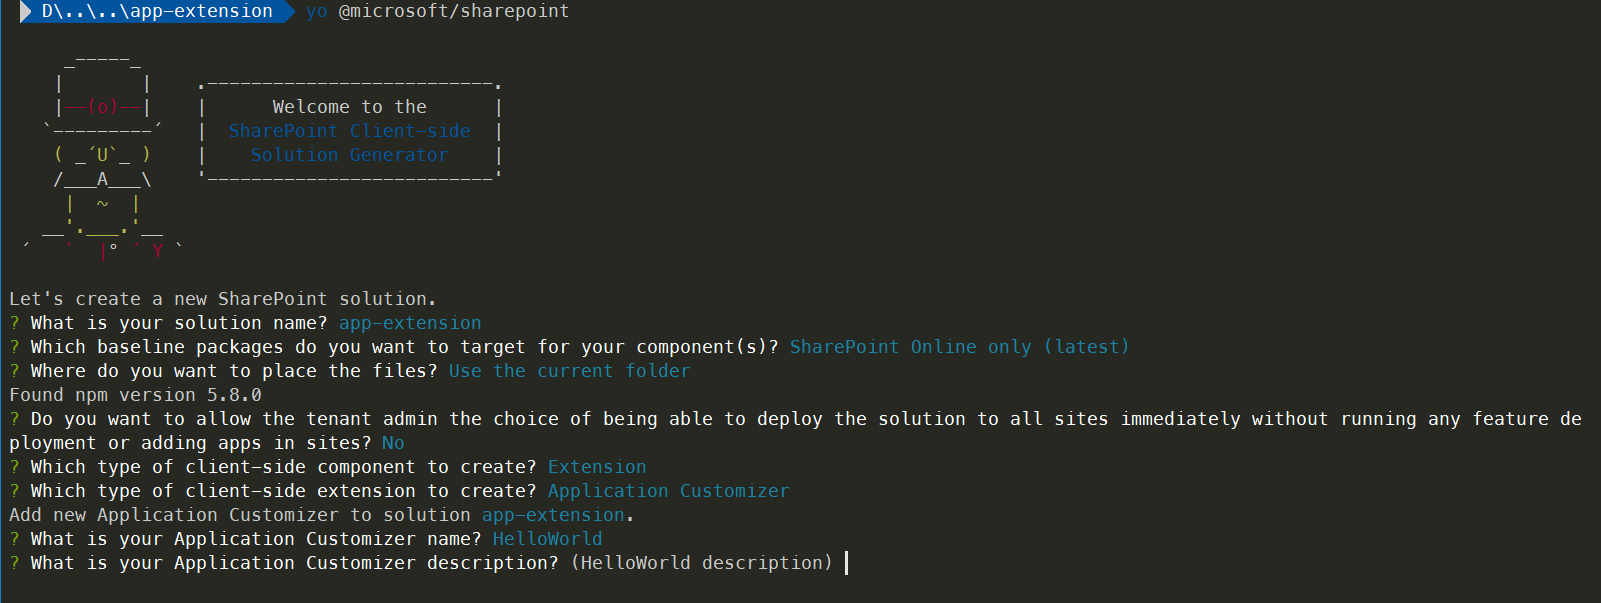 D\..\..\app-extension yo @microsoft/sharepoint
     _-----_
    |       |    .--------------------------.
    |--(o)--|    |      Welcome to the      |
   `---------´   |  SharePoint Client-side  |
    ( _´U`_ )    |    Solution Generator    |
    /___A___\    '--------------------------'
     |  ~  |
   __'.___.'__
 ´   `  |° ´ Y `
Let's create a new SharePoint solution.
? What is your solution name? app-extension
? Which baseline packages do you want to target for your component(s)? SharePoint Online only (latest)
? Where do you want to place the files? Use the current folder
Found npm version 5.8.0
? Do you want to allow the tenant admin the choice of being able to deploy the solution to all sites immediately without running any feature de
ployment or adding apps in sites? No
? Which type of client-side component to create? Extension
? Which type of client-side extension to create? Application Customizer
Add new Application Customizer to solution app-extension.
? What is your Application Customizer name? HelloWorld
? What is your Application Customizer description? (HelloWorld description)